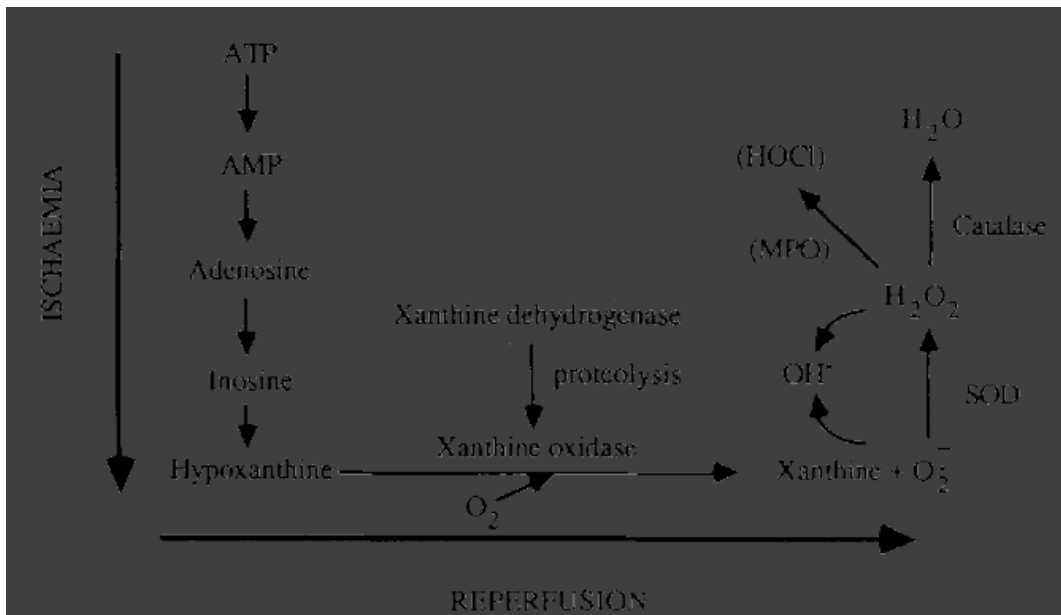 ATP
AMP
Adenosine
Inosine
Hypoxanthine
ISCHAEMIA
Xanthine dehydrogenase
proteolysis
Xanthine oxidase
O₂
REPERFUSION
H₂O
(HOCl)
Catalase
(MPO)
H₂O₂
OH·
SOD
Xanthine + O₂·̅